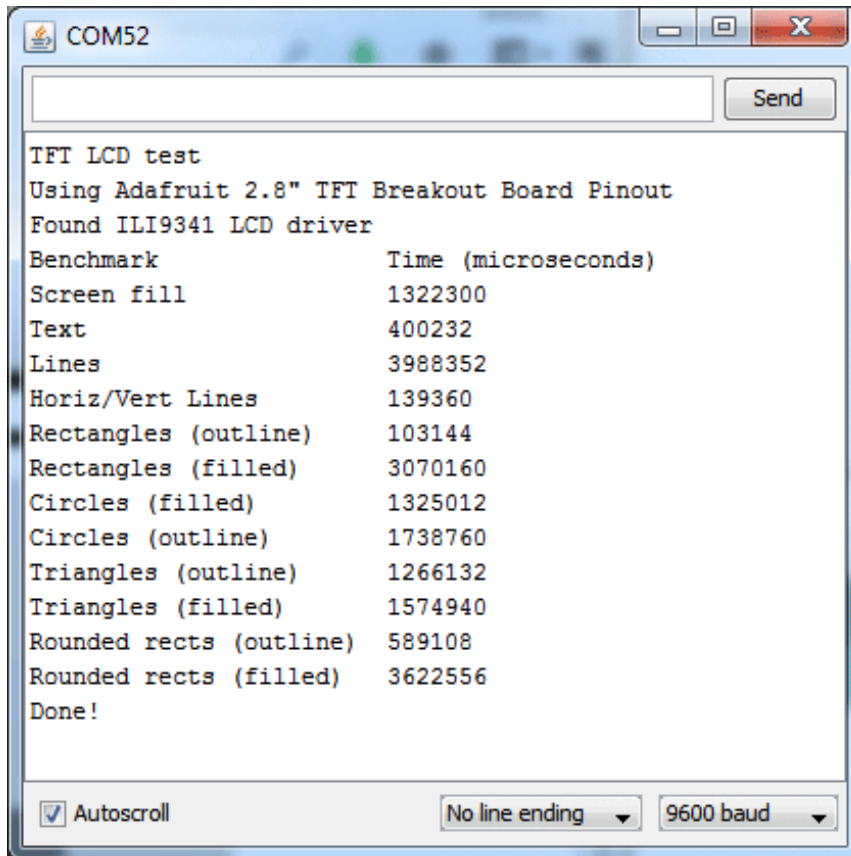 COM52
Send
TFT LCD test
Using Adafruit 2.8" TFT Breakout Board Pinout
Found ILI9341 LCD driver
Benchmark Time (microseconds)
Screen fill 1322300
Text 400232
Lines 3988352
Horiz/Vert Lines 139360
Rectangles (outline) 103144
Rectangles (filled) 3070160
Circles (filled) 1325012
Circles (outline) 1738760
Triangles (outline) 1266132
Triangles (filled) 1574940
Rounded rects (outline) 589108
Rounded rects (filled) 3622556
Done!
Autoscroll No line ending 9600 baud